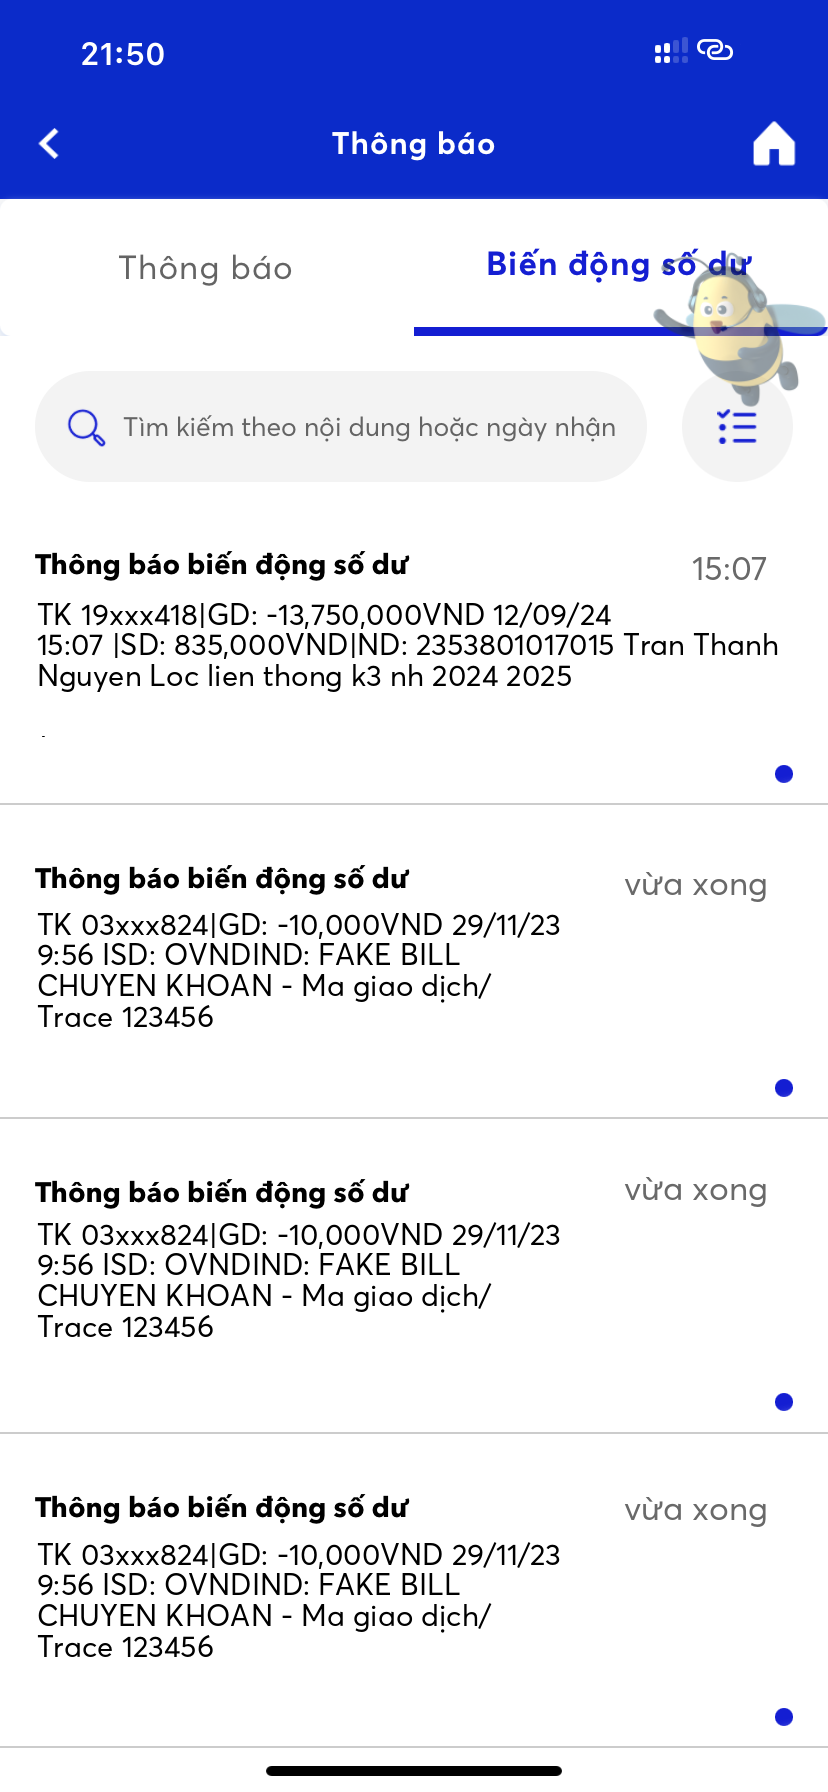 21:50
Thông báo
Thông báo
Biến động số dư
Tìm kiếm theo nội dung hoặc ngày nhận
Thông báo biến động số dư
15:07
TK 19xxx418|GD: -13,750,000VND 12/09/24
15:07 |SD: 835,000VND|ND: 2353801017015 Tran Thanh
Nguyen Loc lien thong k3 nh 2024 2025
.
Thông báo biến động số dư
vừa xong
TK 03xxx824|GD: -10,000VND 29/11/23
9:56 ISD: OVNDIND: FAKE BILL
CHUYEN KHOAN - Ma giao dịch/
Trace 123456
Thông báo biến động số dư
vừa xong
TK 03xxx824|GD: -10,000VND 29/11/23
9:56 ISD: OVNDIND: FAKE BILL
CHUYEN KHOAN - Ma giao dịch/
Trace 123456
Thông báo biến động số dư
vừa xong
TK 03xxx824|GD: -10,000VND 29/11/23
9:56 ISD: OVNDIND: FAKE BILL
CHUYEN KHOAN - Ma giao dịch/
Trace 123456